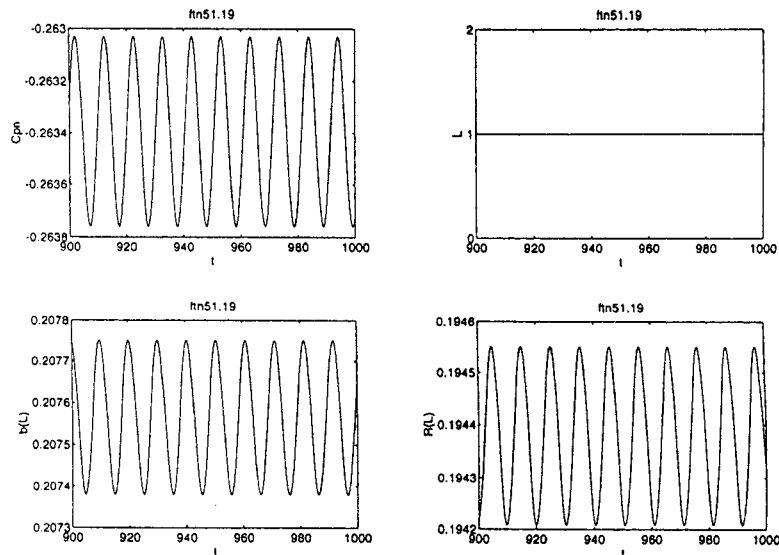 ftn51.19
-0.263
-0.2632
-0.2634
-0.2636
-0.2638
Cpn
900 920 940 960 980 1000
t
ftn51.19
2
1
0
L
900 920 940 960 980 1000
t
ftn51.19
0.2078
0.2077
0.2076
0.2075
0.2074
0.2073
b(L)
900 920 940 960 980 1000
t
ftn51.19
0.1946
0.1945
0.1944
0.1943
0.1942
R(L)
900 920 940 960 980 1000
t